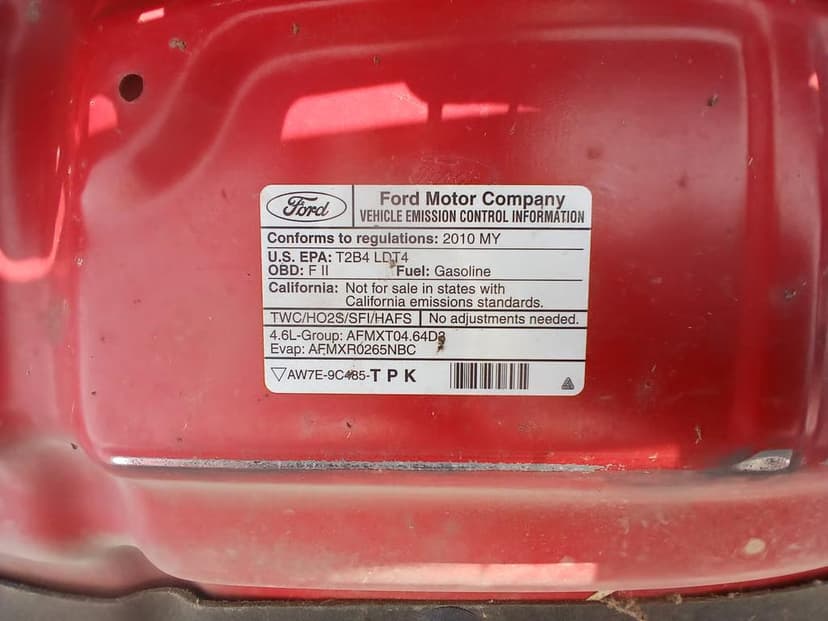 Ford
Ford Motor Company
VEHICLE EMISSION CONTROL INFORMATION
Conforms to regulations: 2010 MY
U.S. EPA: T2B4 LDT4
OBD: F II Fuel: Gasoline
California: Not for sale in states with
California emissions standards.
TWC/HO2S/SFI/HAFS No adjustments needed.
4.6L-Group:
Evap: AFMXR0265NBC
AW7E-9C485-T P K